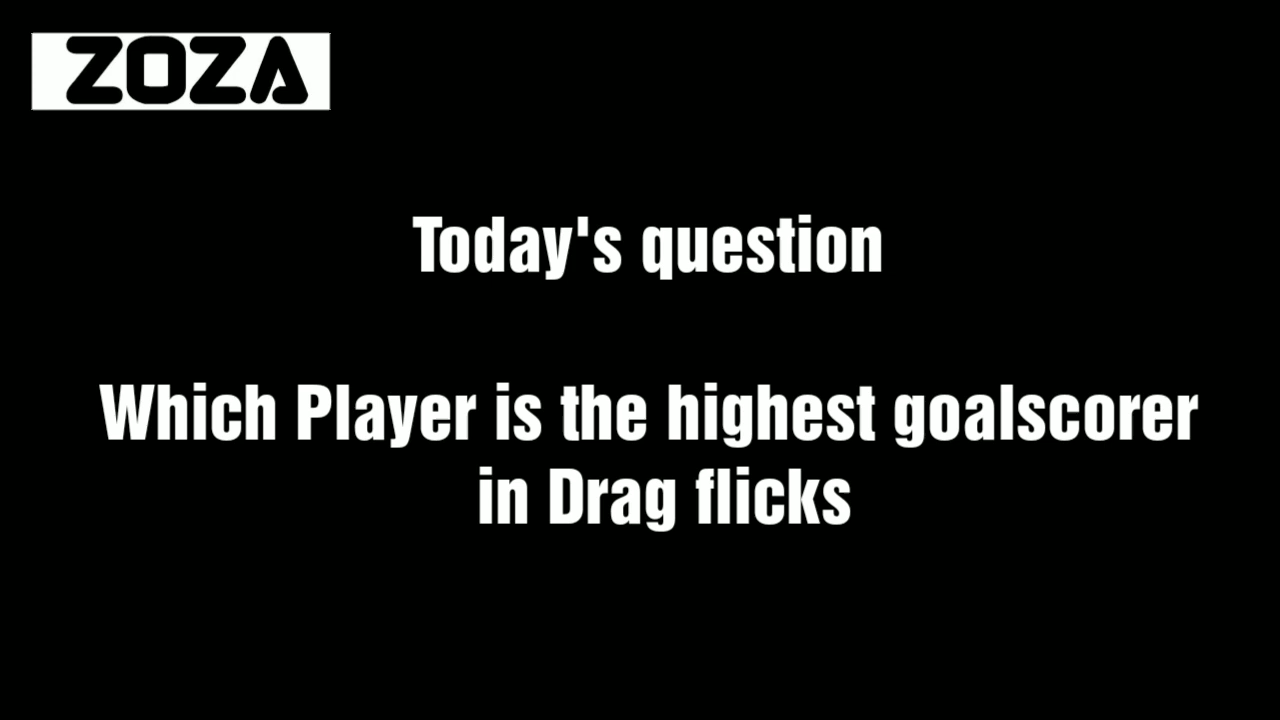 ZOZA
Today's question
Which Player is the highest goalscorer
in Drag flicks